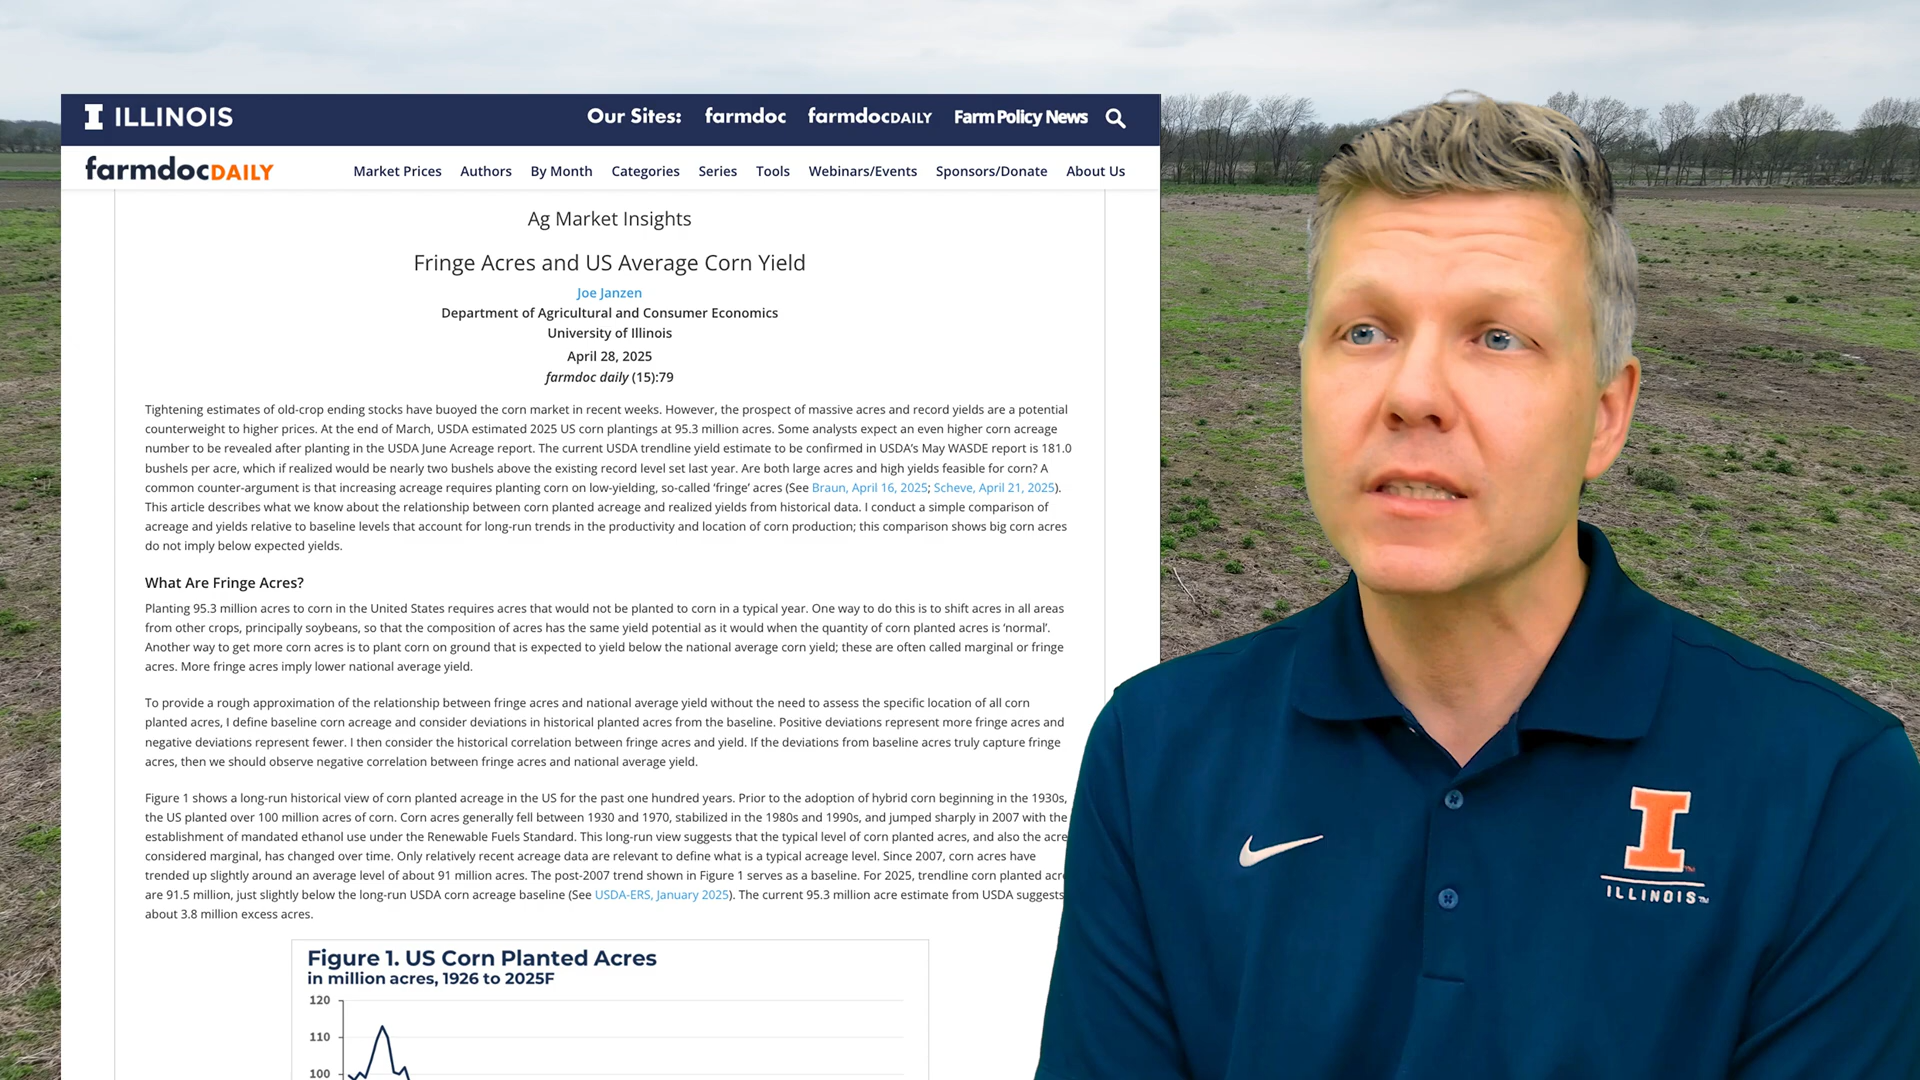 ILLINOIS
Our Sites: farmdoc farmdocDAILY Farm Policy News
farmdocDAILY
Market Prices Authors By Month Categories Series Tools Webinars/Events Sponsors/Donate About Us
Ag Market Insights
Fringe Acres and US Average Corn Yield
Joe Janzen
Department of Agricultural and Consumer Economics
University of Illinois
April 28, 2025
farmdoc daily (15):79
Tightening estimates of old-crop ending stocks have buoyed the corn market in recent weeks. However, the prospect of massive acres and record yields are a potential
counterweight to higher prices. At the end of March, USDA estimated 2025 US corn plantings at 95.3 million acres. Some analysts expect an even higher corn acreage
number to be revealed after planting in the USDA June Acreage report. The current USDA trendline yield estimate to be confirmed in USDA's May WASDE report is 181.0
bushels per acre, which if realized would be nearly two bushels above the existing record level set last year. Are both large acres and high yields feasible for corn? A
common counter-argument is that increasing acreage requires planting corn on low-yielding, so-called 'fringe' acres (See Braun, April 16, 2025; Scheve, April 21, 2025).
This article describes what we know about the relationship between corn planted acreage and realized yields from historical data. I conduct a simple comparison of
acreage and yields relative to baseline levels that account for long-run trends in the productivity and location of corn production; this comparison shows big corn acres
do not imply below expected yields.
What Are Fringe Acres?
Planting 95.3 million acres to corn in the United States requires acres that would not be planted to corn in a typical year. One way to do this is to shift acres in all areas
from other crops, principally soybeans, so that the composition of acres has the same yield potential as it would when the quantity of corn planted acres is 'normal'.
Another way to get more corn acres is to plant corn on ground that is expected to yield below the national average corn yield; these are often called marginal or fringe
acres. More fringe acres imply lower national average yield.
To provide a rough approximation of the relationship between fringe acres and national average yield without the need to assess the specific location of all corn
planted acres, I define baseline corn acreage and consider deviations in historical planted acres from the baseline. Positive deviations represent more fringe acres and
negative deviations represent fewer. I then consider the historical correlation between fringe acres and yield. If the deviations from baseline acres truly capture fringe
acres, then we should observe negative correlation between fringe acres and national average yield.
Figure 1 shows a long-run historical view of corn planted acreage in the US for the past one hundred years. Prior to the adoption of hybrid corn beginning in the 1930s,
the US planted over 100 million acres of corn. Corn acres generally fell between 1930 and 1970, stabilized in the 1980s and 1990s, and jumped sharply in 2007 with the
establishment of mandated ethanol use under the Renewable Fuels Standard. This long-run view suggests that the typical level of corn planted acres, and also the acre
considered marginal, has changed over time. Only relatively recent acreage data are relevant to define what is a typical acreage level. Since 2007, corn acres have
trended up slightly around an average level of about 91 million acres. The post-2007 trend shown in Figure 1 serves as a baseline. For 2025, trendline corn planted acr
are 91.5 million, just slightly below the long-run USDA corn acreage baseline (See USDA-ERS, January 2025). The current 95.3 million acre estimate from USDA suggests
about 3.8 million excess acres.
Figure 1. US Corn Planted Acres
in million acres, 1926 to 2025F
120
110
100
I
ILLINOIS™